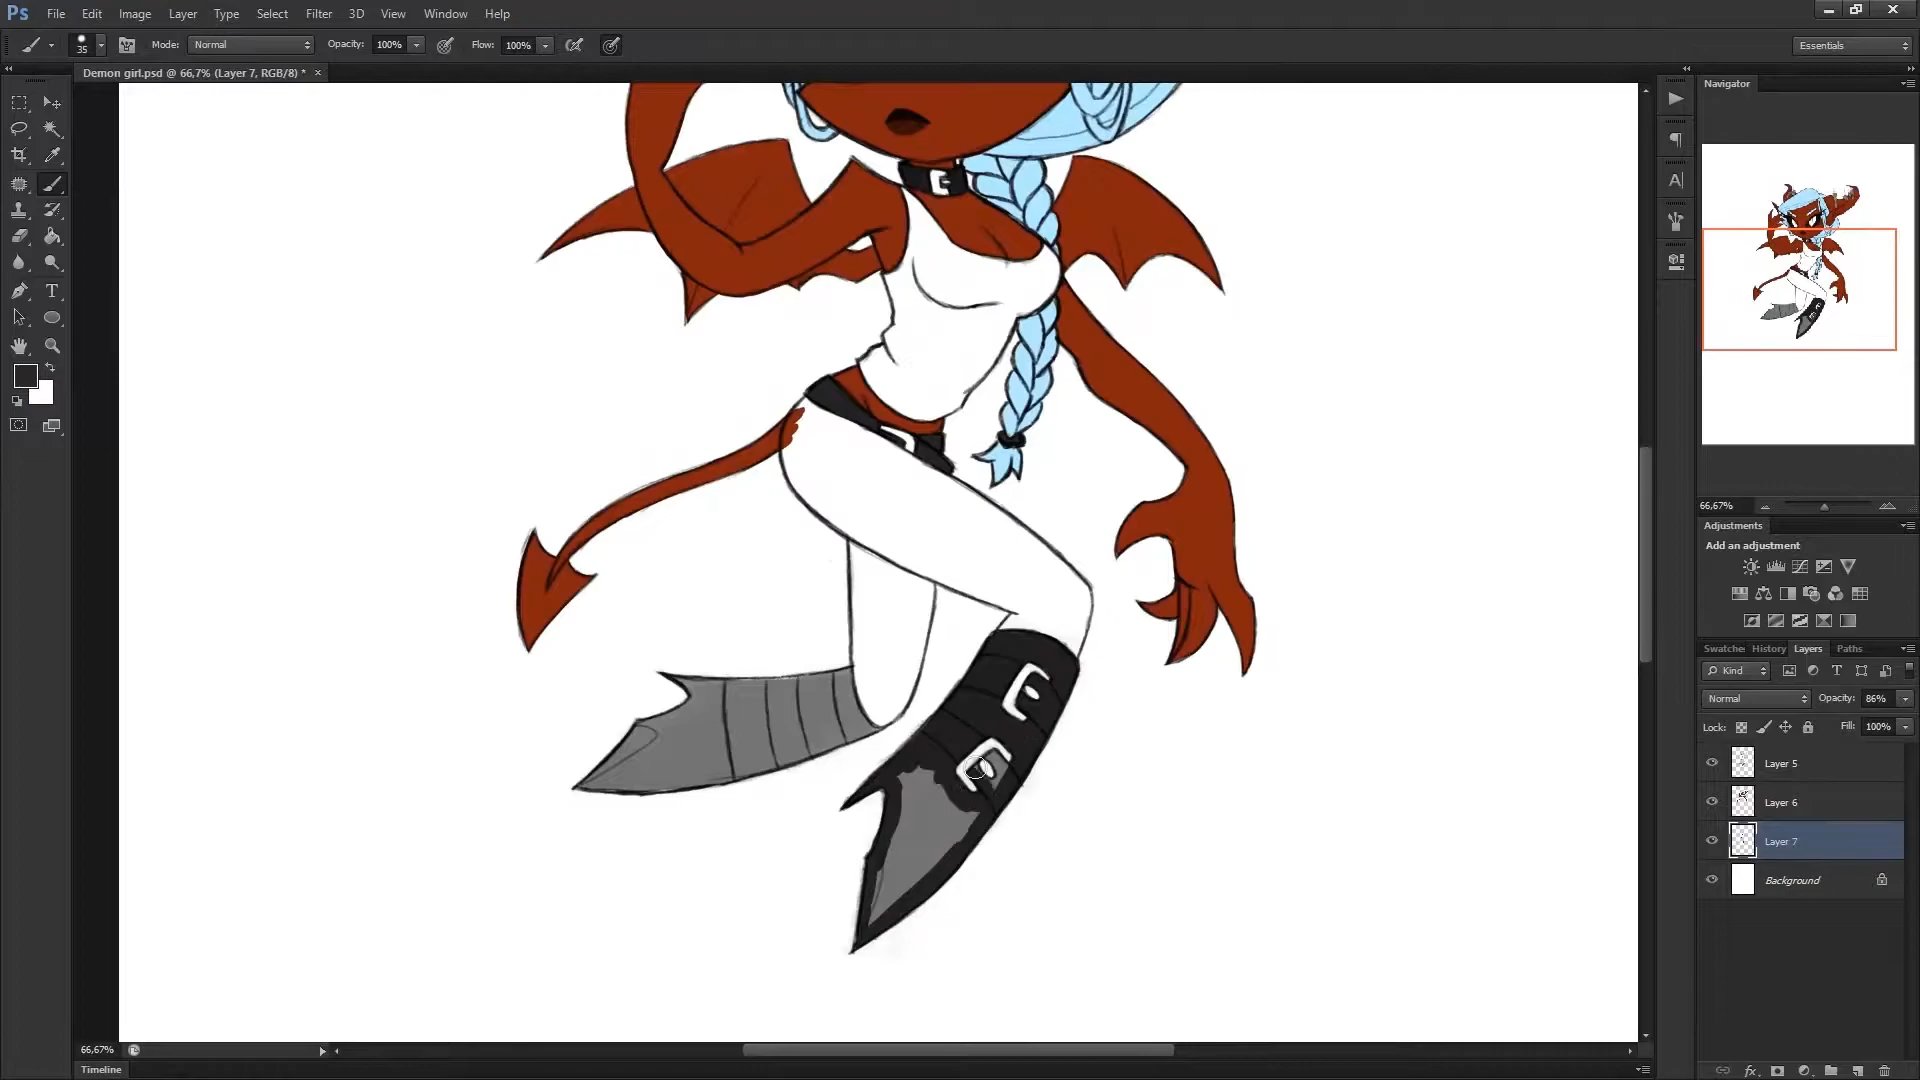 Ps File Edit Image Layer Type Select Filter 3D View Window Help
35 Mode: Normal Opacity: 100% Flow: 100% Essentials
Demon girl.psd @ 66,7% (Layer 7, RGB/8) * ×
Navigator
66,67%
Adjustments
Add an adjustment
Swatches History Layers Paths
Kind
Normal Opacity: 86%
Lock: Fill: 100%
Layer 5
Layer 6
Layer 7
Background
66,67%
Timeline